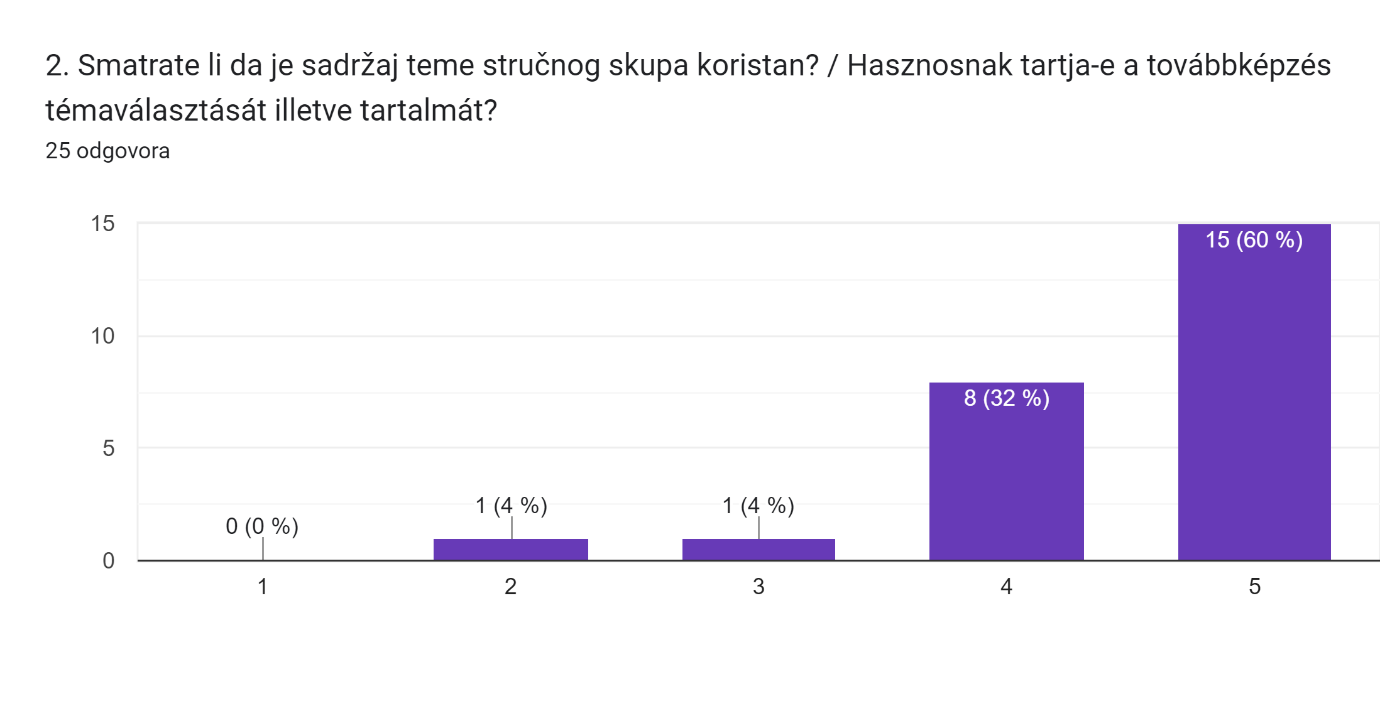 2. Smatrate li da je sadržaj teme stručnog skupa koristan? / Hasznosnak tartja-e a továbbképzés
témaválasztását illetve tartalmát?
25 odgovora
15
10
5
0
0 (0 %)
1 (4 %)
1 (4 %)
8 (32 %)
15 (60 %)
1
2
3
4
5